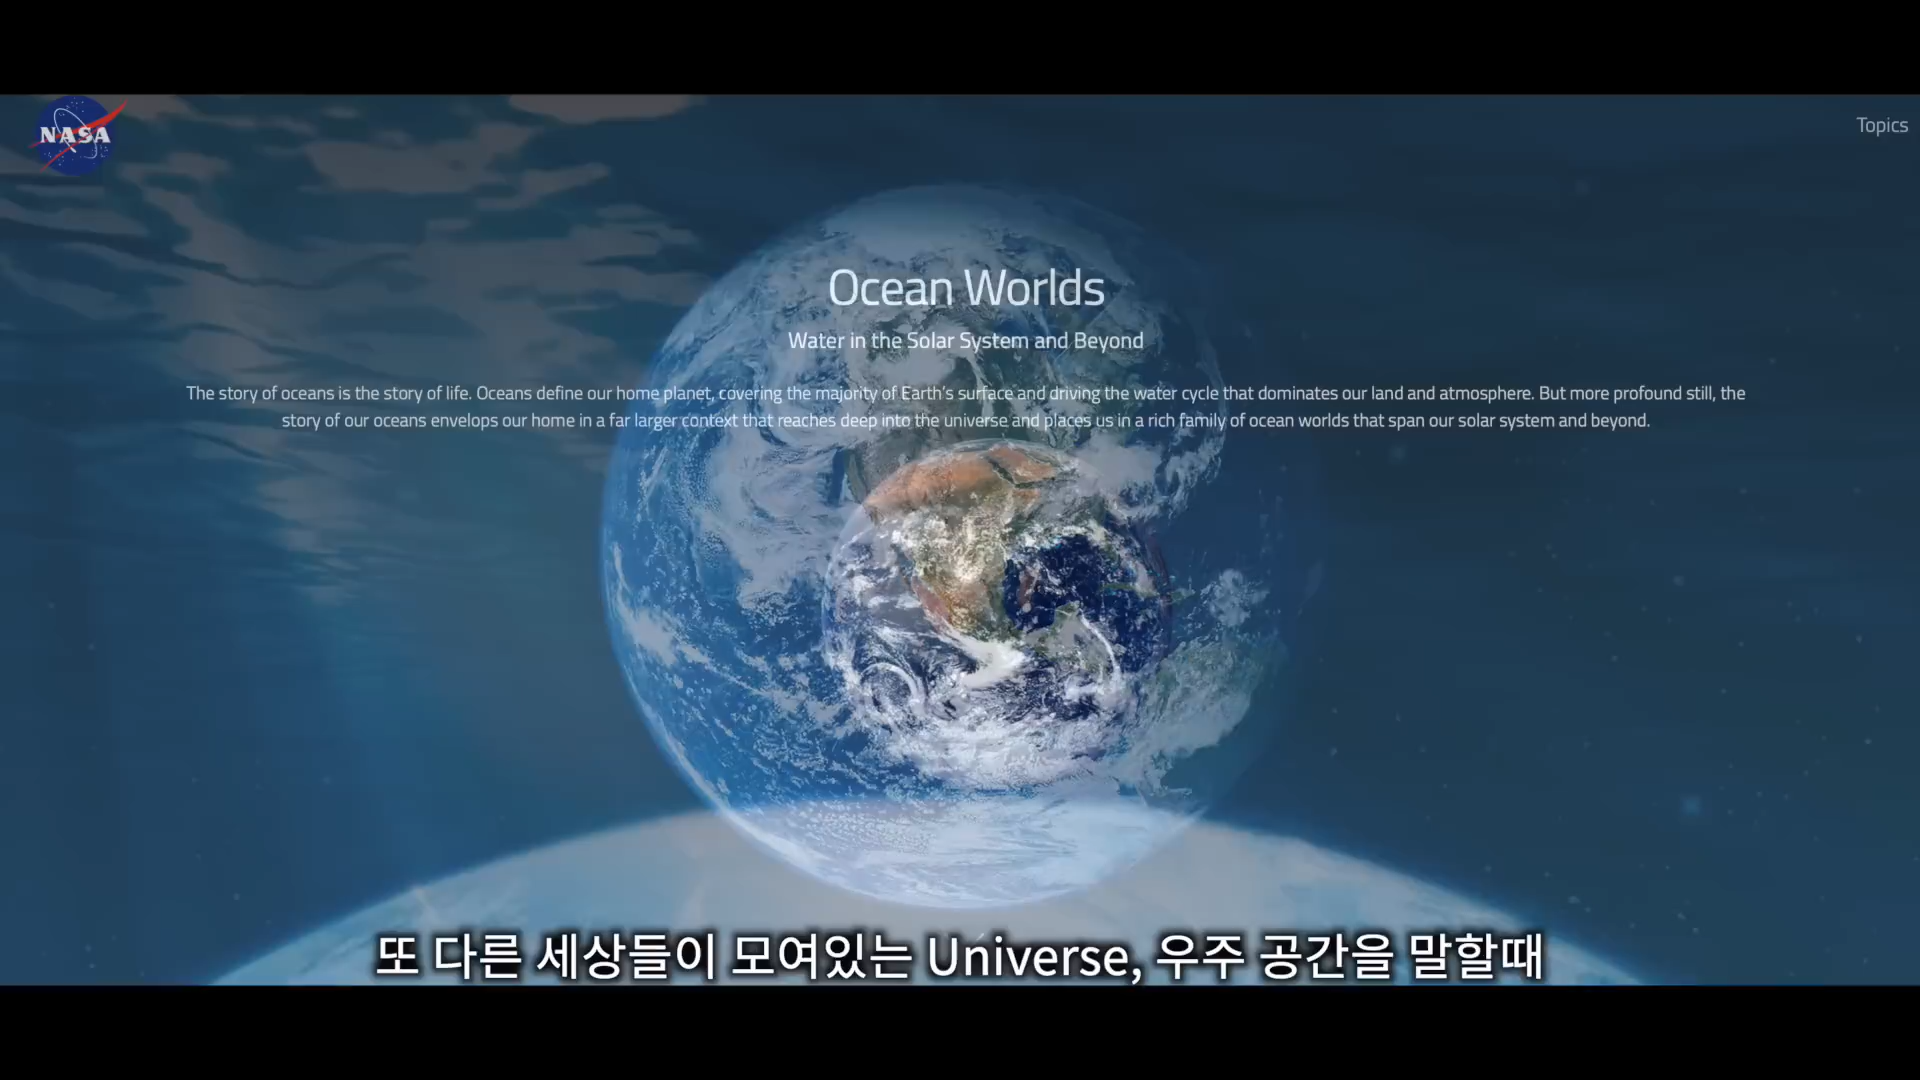 NASA
Topics
Ocean Worlds
Water in the Solar System and Beyond
The story of oceans is the story of life. Oceans define our home planet, covering the majority of Earth's surface and driving the water cycle that dominates our land and atmosphere. But more profound still, the
story of our oceans envelops our home in a far larger context that reaches deep into the universe and places us in a rich family of ocean worlds that span our solar system and beyond.
또 다른 세상들이 모여있는 Universe, 우주 공간을 말할때